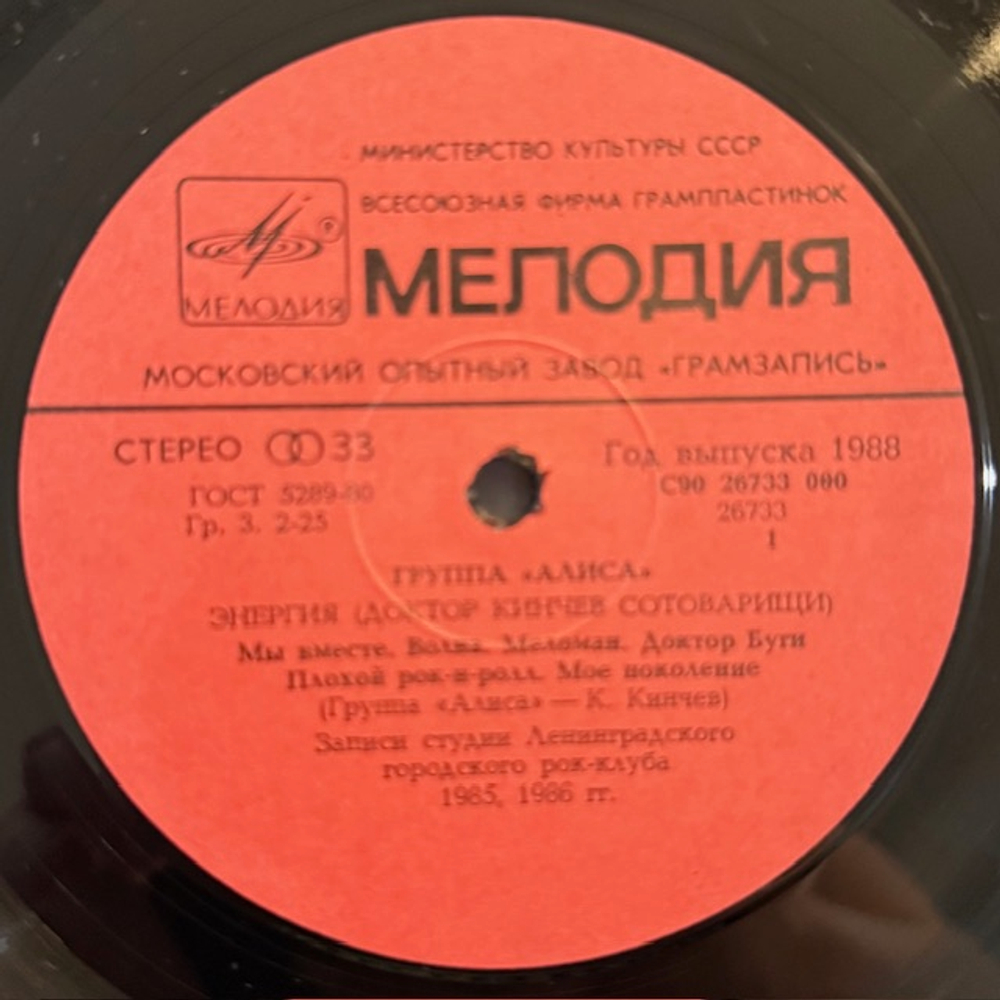 МИНИСТЕРСТВО КУЛЬТУРЫ СССР
ВСЕСОЮЗНАЯ ФИРМА ГРАМПЛАСТИНОК
МЕЛОДИЯ
МЕЛОДИЯ
МОСКОВСКИЙ ОПЫТНЫЙ ЗАВОД «ГРАМЗАПИСЬ»
СТЕРЕО 33
Год выпуска 1988
ГОСТ 5289-80
С90 26733 000
Гр. 3. 2-25
26733
1
ГРУППА «АЛИСА»
ЭНЕРГИЯ (ДОКТОР КИНЧЕВ СОТОВАРИЩИ)
Мы вместе. Волна. Меломан. Доктор Буги
Плохой рок-н-ролл. Мое поколение
(Группа «Алиса» — К. Кинчев)
Записи студии Ленинградского
городского рок-клуба
1985, 1986 гг.